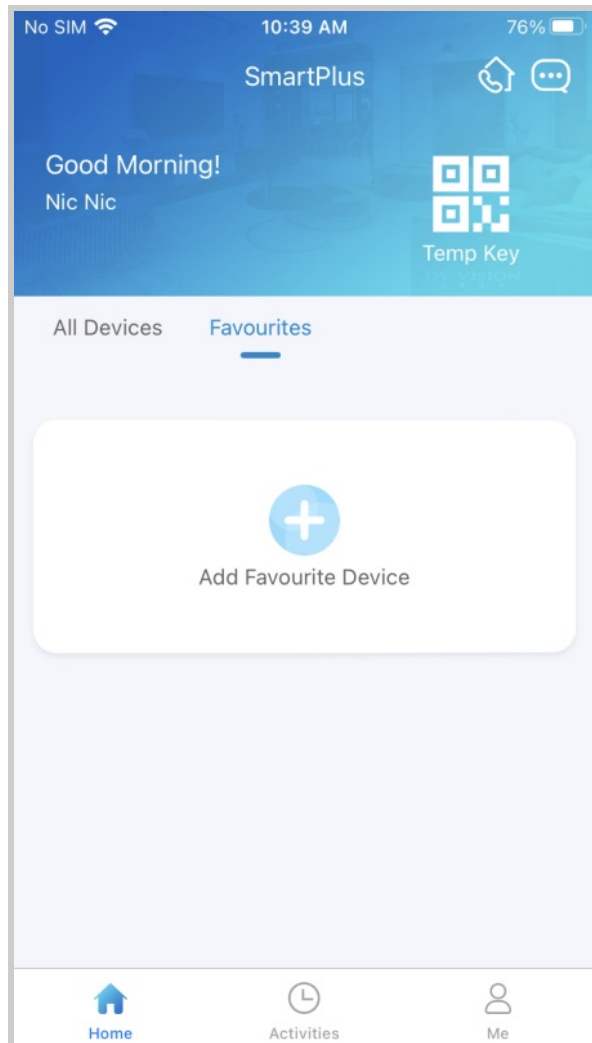 No SIM 10:39 AM 76%
SmartPlus
Good Morning!
Nic Nic
Temp Key
All Devices Favourites
Add Favourite Device
Home Activities Me